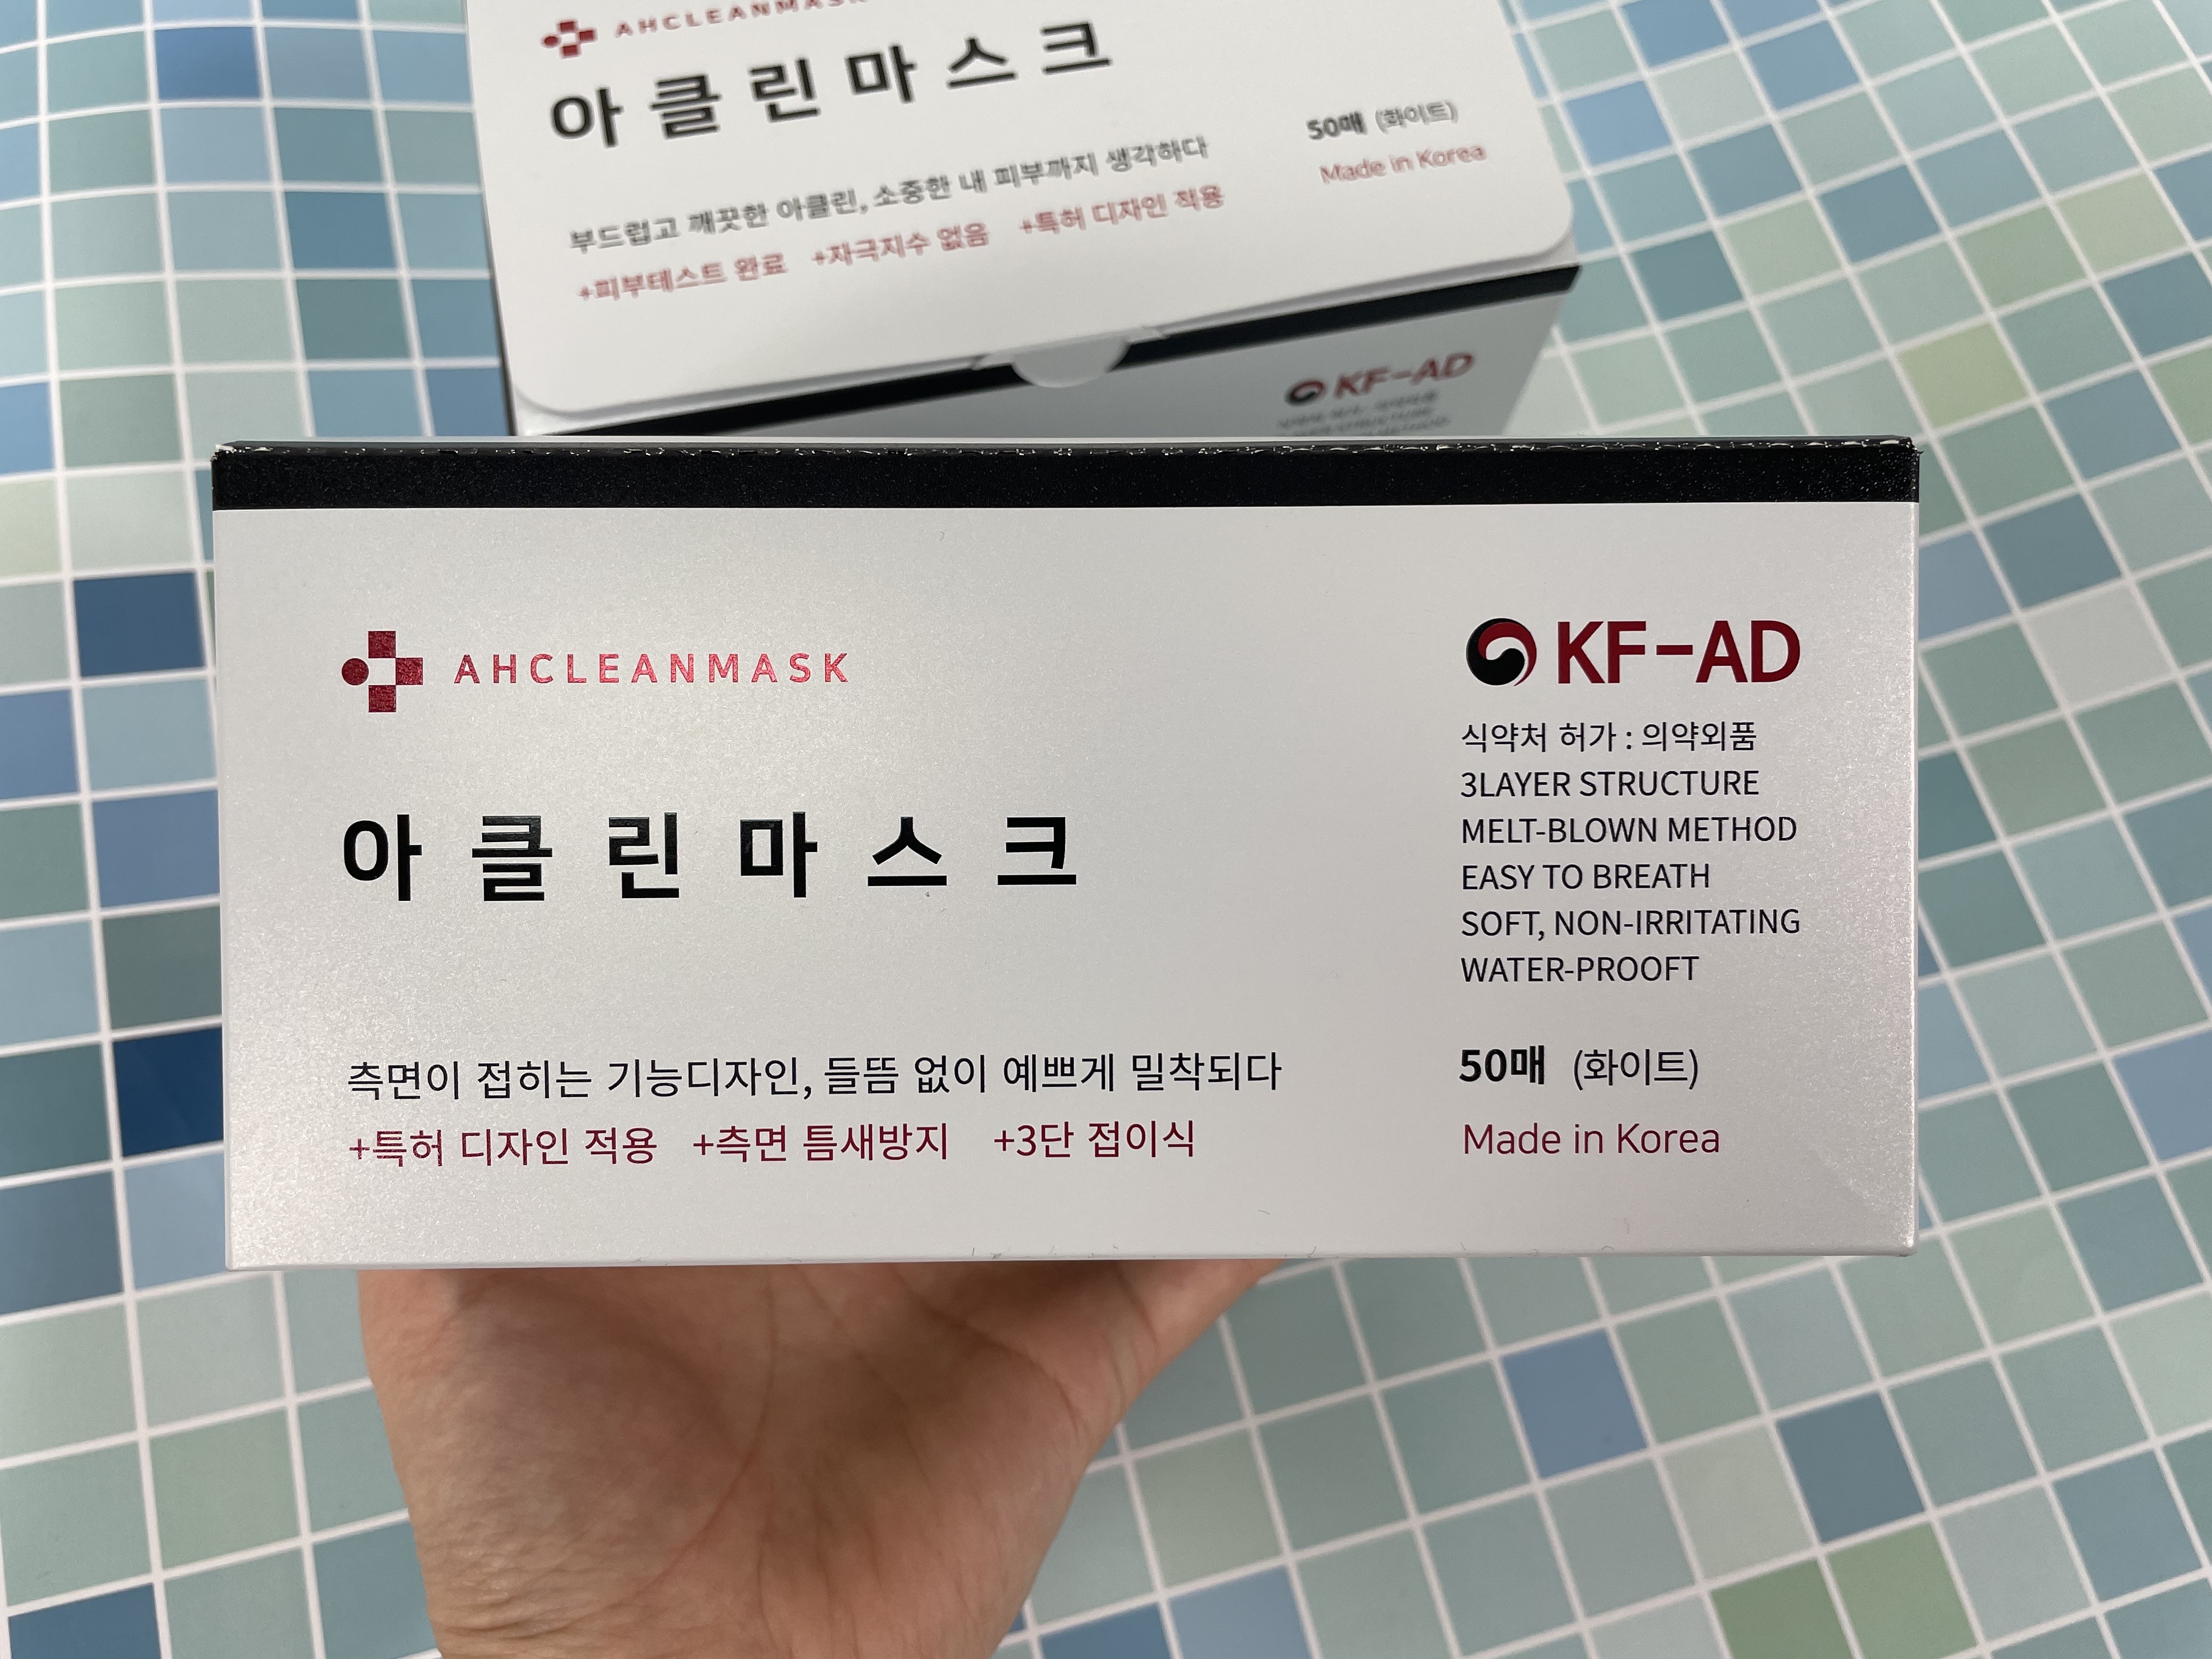 AHCLEANMASK
아클린마스크
부드럽고 깨끗한 아클린, 소중한 내 피부까지 생각하다
+피부테스트 완료 +자극지수 없음 +특허 디자인 적용
50매 (화이트)
Made in Korea
KF-AD
AHCLEANMASK
아클린마스크
측면이 접히는 기능디자인, 들뜸 없이 예쁘게 밀착되다
+특허 디자인 적용 +측면 틈새방지 +3단 접이식
KF-AD
식약처 허가 : 의약외품
3LAYER STRUCTURE
MELT-BLOWN METHOD
EASY TO BREATH
SOFT, NON-IRRITATING
WATER-PROOFT
50매 (화이트)
Made in Korea